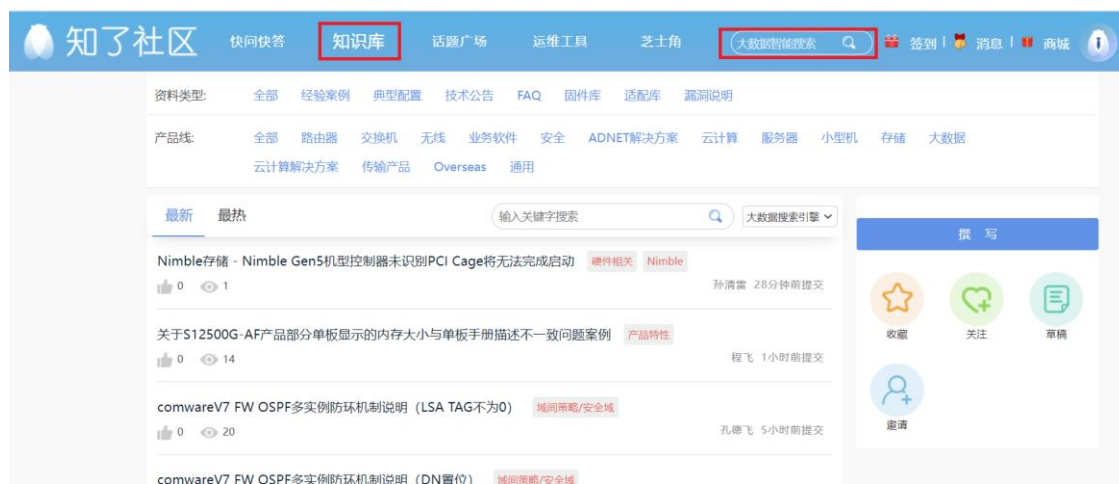 知了社区 快问快答 知识库 话题广场 运维工具 芝士角 大数据智能搜索 签到 | 消息 | 商城
资料类型: 全部 经验案例 典型配置 技术公告 FAQ 固件库 适配库 漏洞说明
产品线: 全部 路由器 交换机 无线 业务软件 安全 ADNET解决方案 云计算 服务器 小型机 存储 大数据
云计算解决方案 传输产品 Overseas 通用
最新 最热 输入关键字搜索 大数据搜索引擎
撰 写
Nimble存储 - Nimble Gen5机型控制器未识别PCI Cage将无法完成启动 硬件相关 Nimble
0 1 孙清雷 28分钟前提交
收藏 关注 草稿
关于S12500G-AF产品部分单板显示的内存大小与单板手册描述不一致问题案例 产品特性
0 14 程飞 1小时前提交
comwareV7 FW OSPF多实例防环机制说明（LSA TAG不为0） 域间策略/安全域
0 20 孔德飞 5小时前提交
邀请
comwareV7 FW OSPF多实例防环机制说明（DN置位） 域间策略/安全域